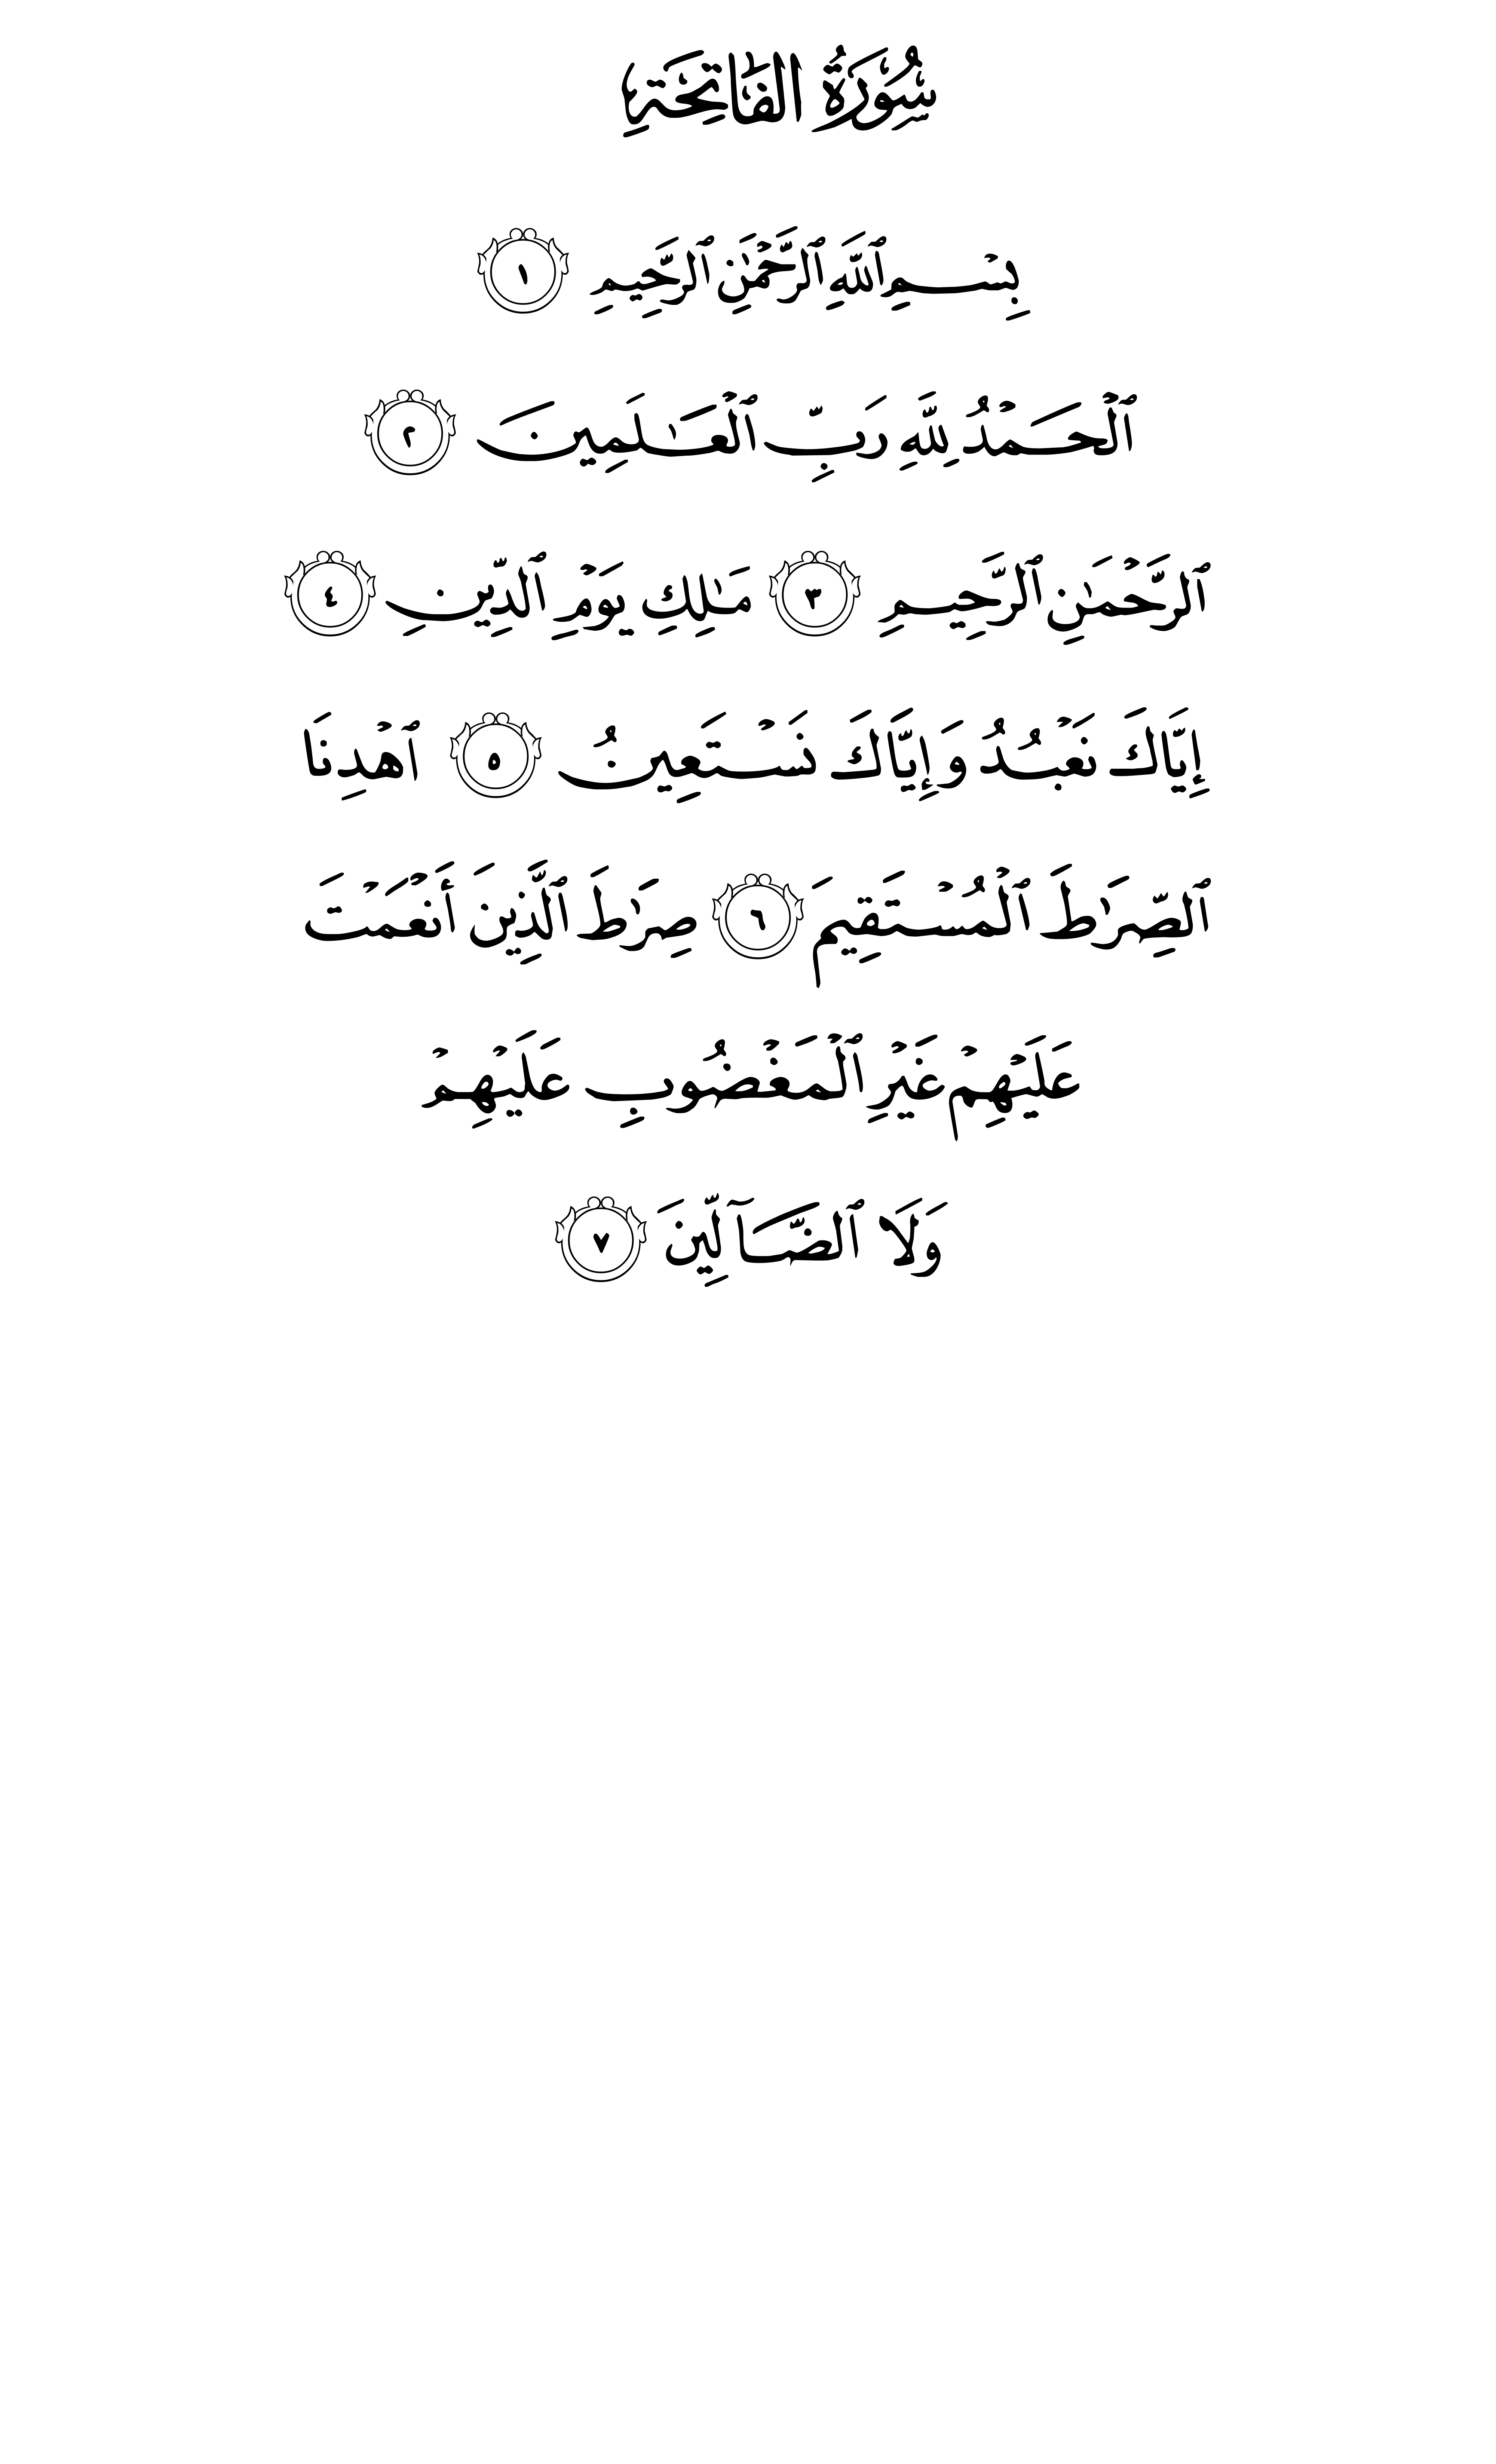 سُورَةُ الفَاتِحَةِ
بِسْمِ ٱللَّهِ ٱلرَّحْمَٰنِ ٱلرَّحِيمِ ١
ٱلْحَمْدُ لِلَّهِ رَبِّ ٱلْعَٰلَمِينَ ٢
ٱلرَّحْمَٰنِ ٱلرَّحِيمِ ٣ مَٰلِكِ يَوْمِ ٱلدِّينِ ٤
إِيَّاكَ نَعْبُدُ وَإِيَّاكَ نَسْتَعِينُ ٥ ٱهْدِنَا
ٱلصِّرَٰطَ ٱلْمُسْتَقِيمَ ٦ صِرَٰطَ ٱلَّذِينَ أَنْعَمْتَ
عَلَيْهِمْ غَيْرِ ٱلْمَغْضُوبِ عَلَيْهِمْ
وَلَا ٱلضَّآلِّينَ ٧